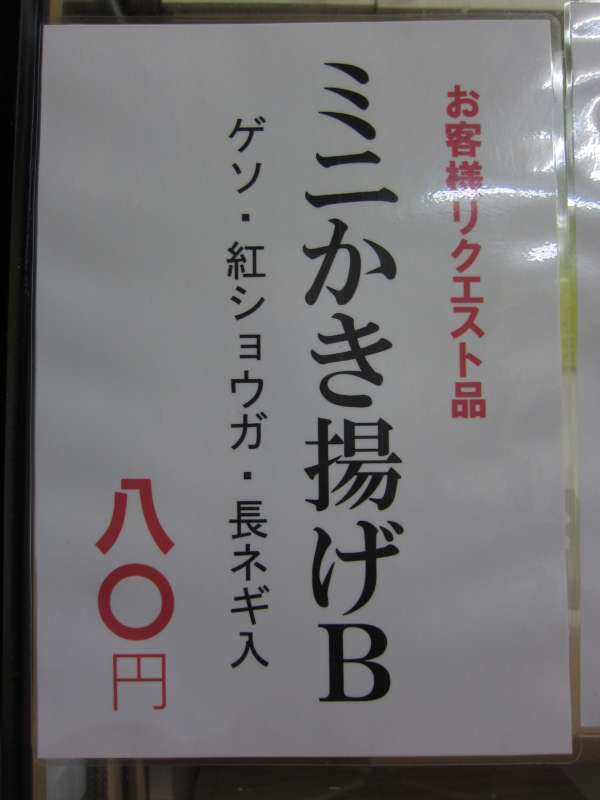 お客様リクエスト品
ミニかき揚げB
ゲソ・紅ショウガ・長ネギ入
八〇円